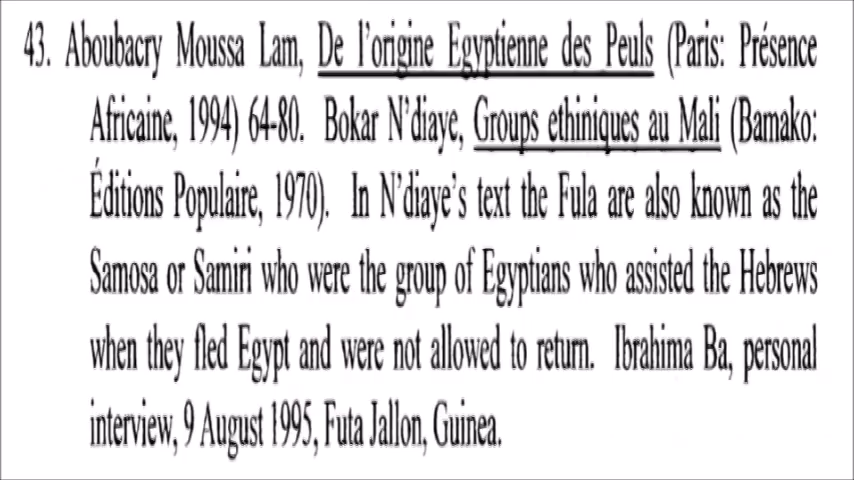 43. Aboubacry Moussa Lam, De l'origine Egyptienne des Peuls (Paris: Présence
Africaine, 1994) 64-80. Bokar N'diaye, Groups ethiniques au Mali (Bamako:
Éditions Populaire, 1970). In N'diaye's text the Fula are also known as the
Samosa or Samiri who were the group of Egyptians who assisted the Hebrews
when they fled Egypt and were not allowed to return. Ibrahima Ba, personal
interview, 9 August 1995, Futa Jallon, Guinea.